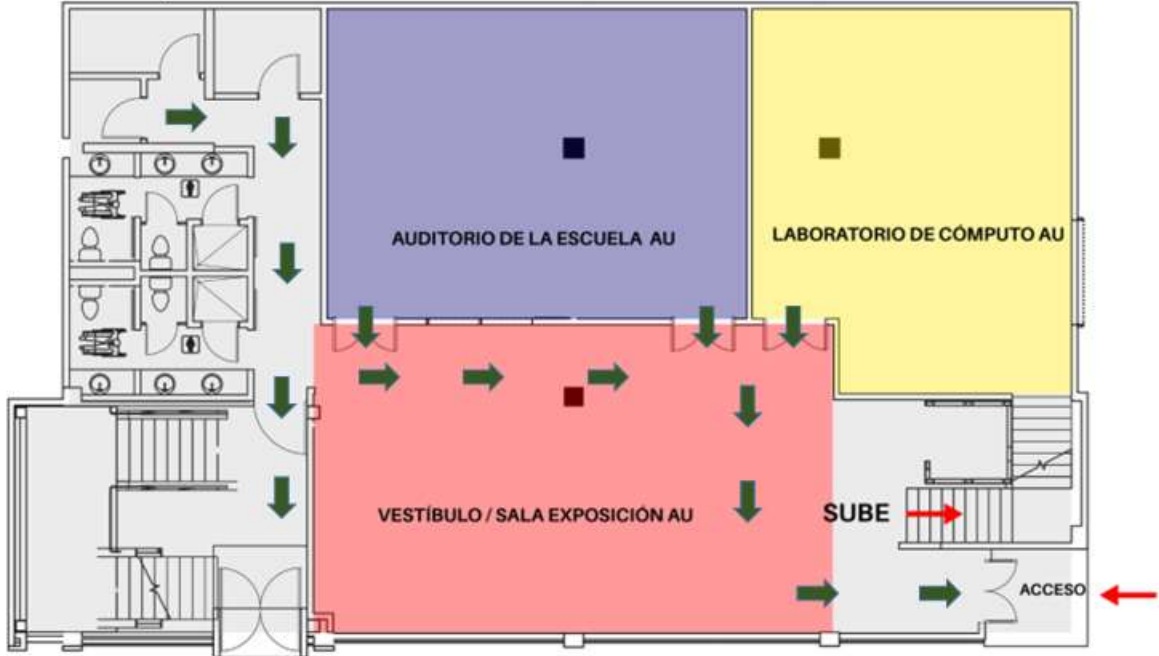 AUDITORIO DE LA ESCUELA AU
LABORATORIO DE CÓMPUTO AU
VESTÍBULO / SALA EXPOSICIÓN AU
SUBE
ACCESO